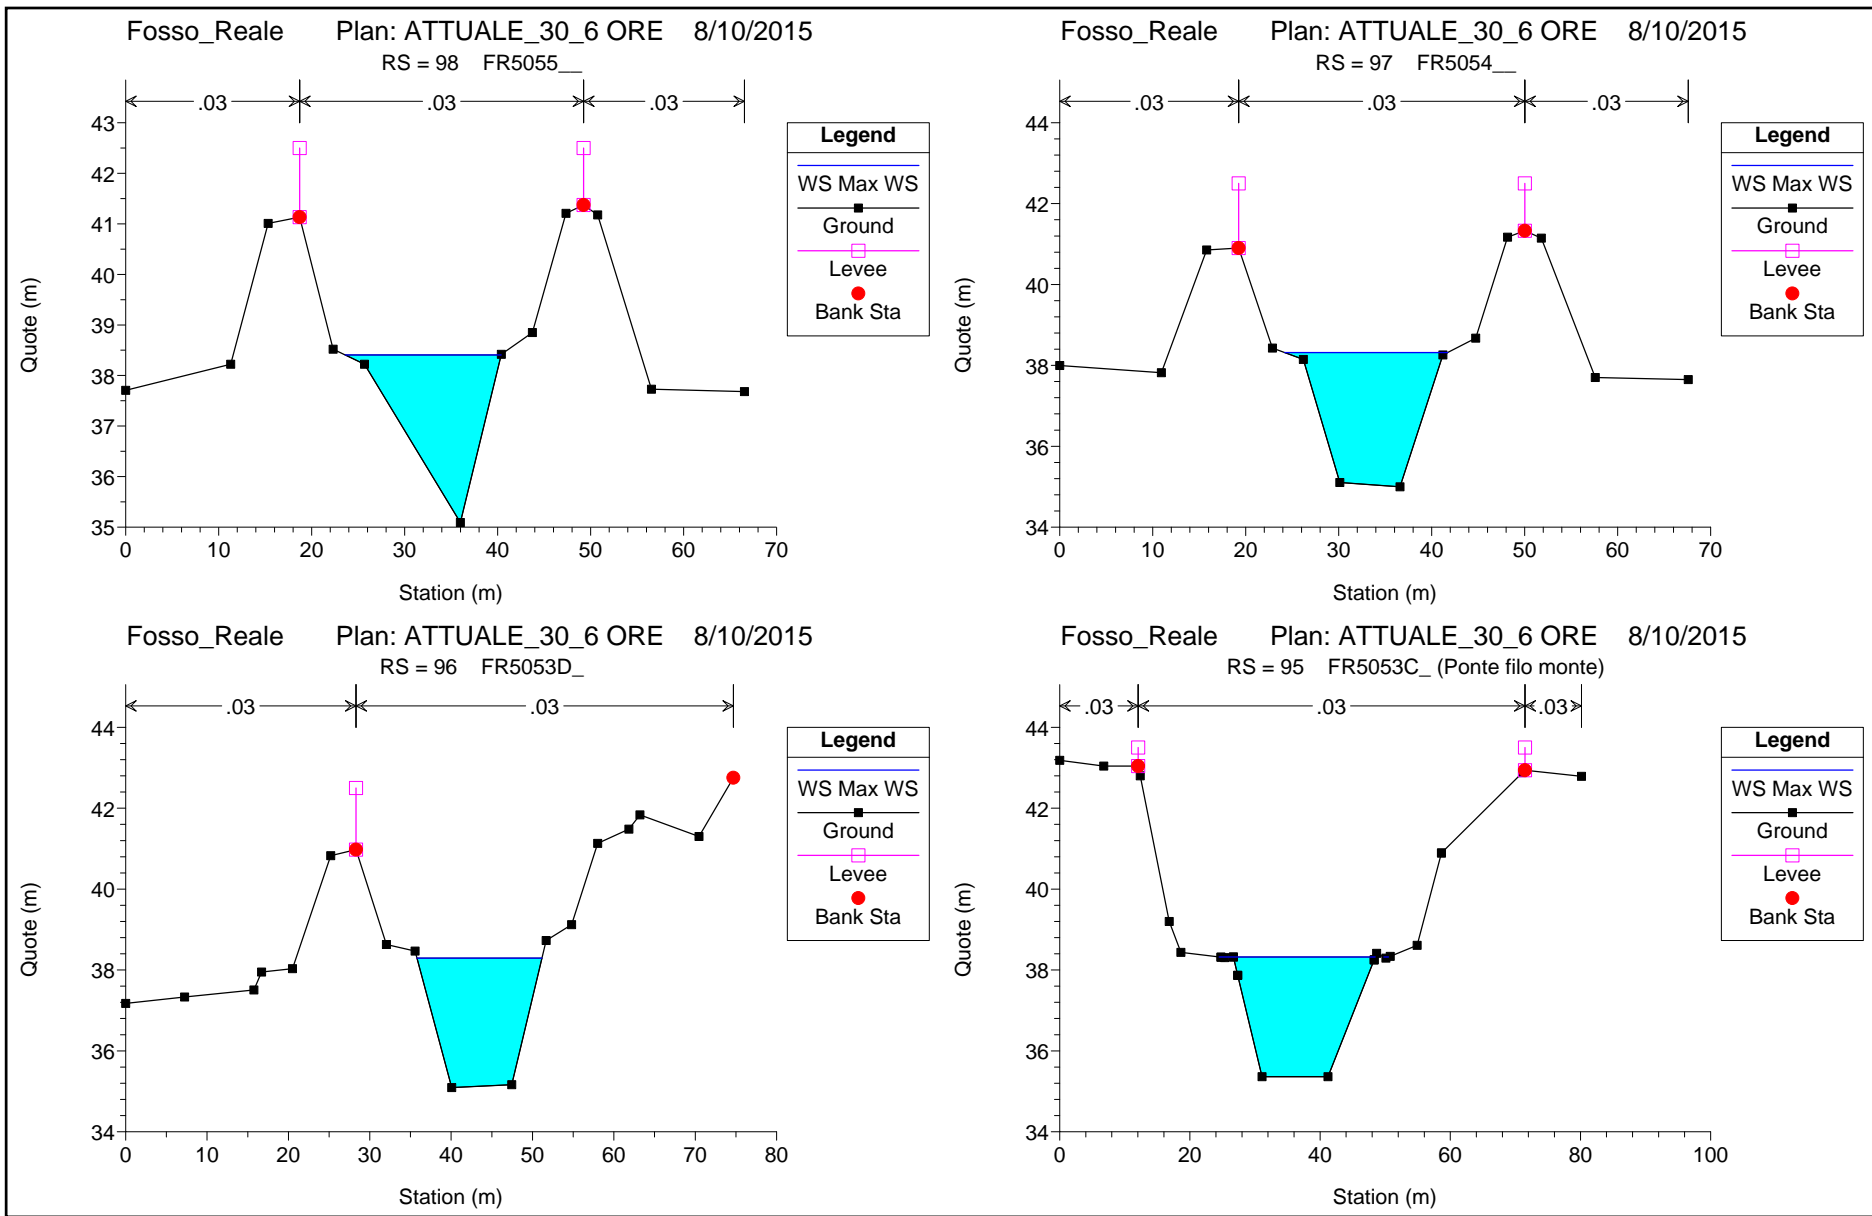 Fosso_Reale Plan: ATTUALE_30_6 ORE 8/10/2015
RS = 98 FR5055__
.03 .03 .03
43
42
41
40
39
38
37
36
35
Quote (m)
0 10 20 30 40 50 60 70
Station (m)
Legend
WS Max WS
Ground
Levee
Bank Sta
Fosso_Reale Plan: ATTUALE_30_6 ORE 8/10/2015
RS = 97 FR5054__
.03 .03 .03
44
42
40
38
36
34
Quote (m)
0 10 20 30 40 50 60 70
Station (m)
Legend
WS Max WS
Ground
Levee
Bank Sta
Fosso_Reale Plan: ATTUALE_30_6 ORE 8/10/2015
RS = 96 FR5053D_
.03 .03
44
42
40
38
36
34
Quote (m)
0 10 20 30 40 50 60 70 80
Station (m)
Legend
WS Max WS
Ground
Levee
Bank Sta
Fosso_Reale Plan: ATTUALE_30_6 ORE 8/10/2015
RS = 95 FR5053C_ (Ponte filo monte)
.03 .03 .03
44
42
40
38
36
34
Quote (m)
0 20 40 60 80 100
Station (m)
Legend
WS Max WS
Ground
Levee
Bank Sta